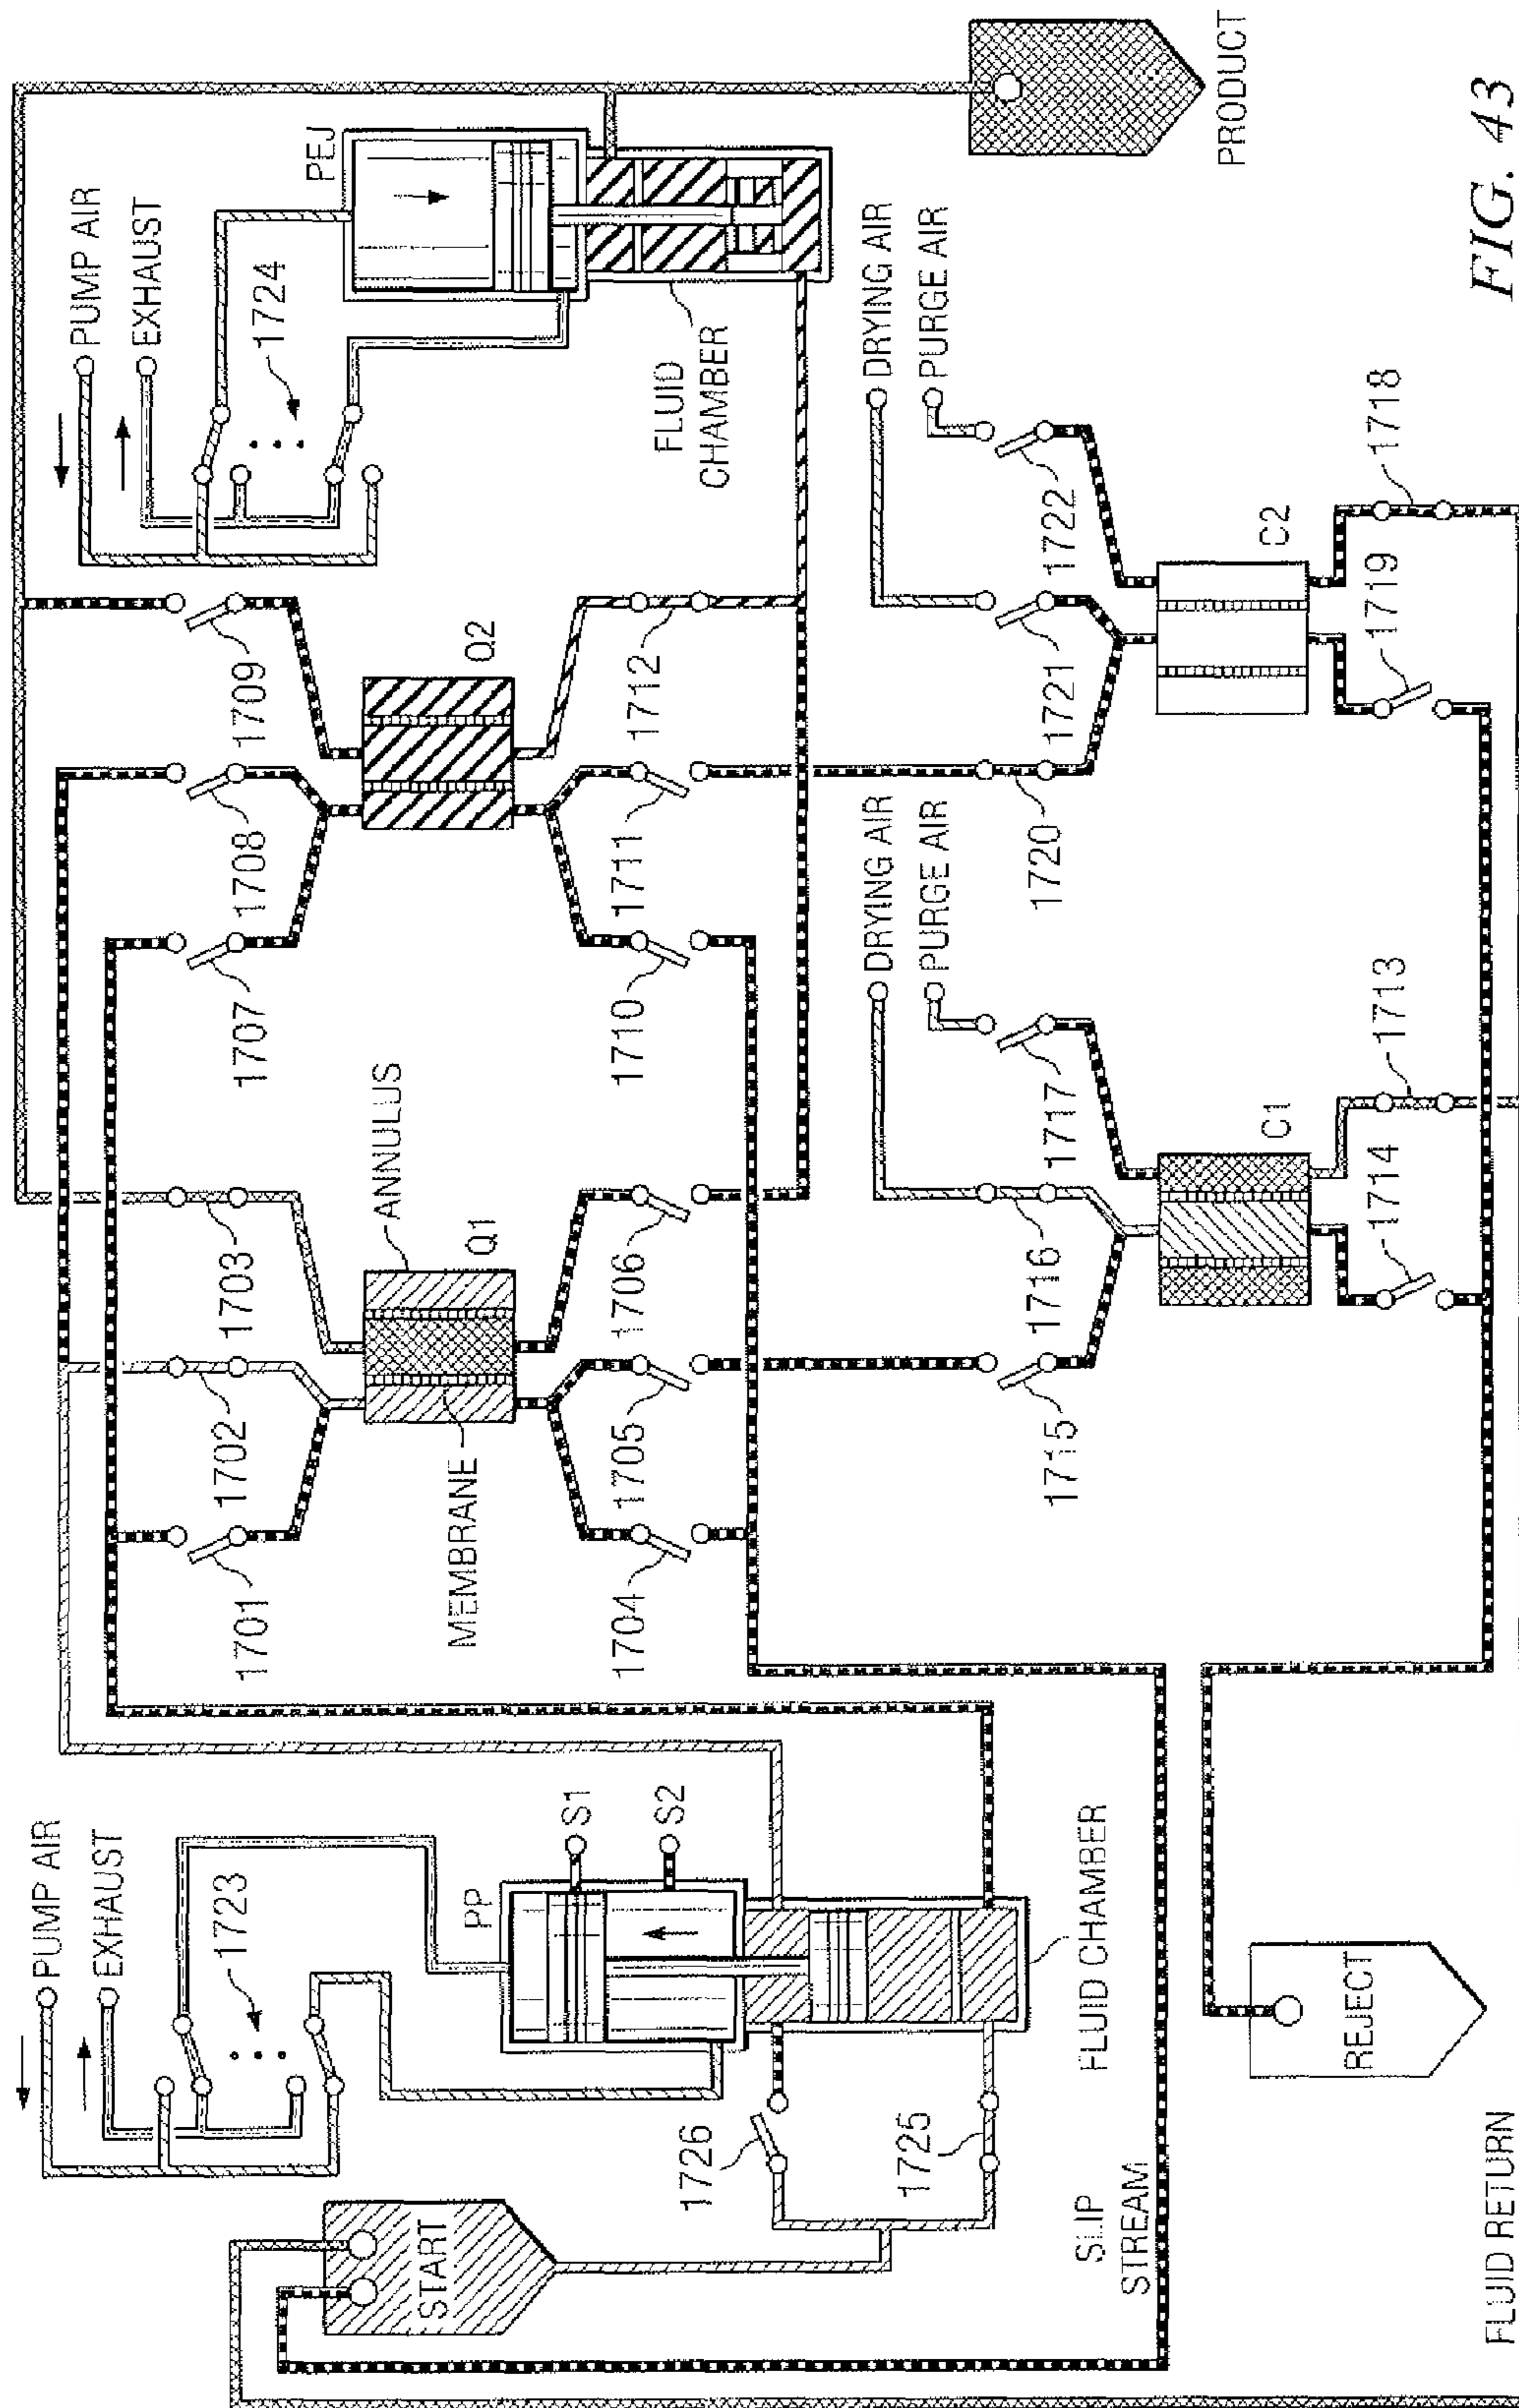 PUMP AIR
EXHAUST
1723
PP
S1
S2
START
1726
1725
FLUID CHAMBER
SLIP
STREAM
REJECT
FLUID RETURN
1701
1702
1703
ANNULUS
MEMBRANE
Q1
1704
1705
1706
1707
1708
1709
Q2
1710
1711
1712
PUMP AIR
EXHAUST
1724
PEJ
FLUID
CHAMBER
PRODUCT
DRYING AIR
PURGE AIR
1715
1716
1717
C1
1714
1713
DRYING AIR
PURGE AIR
1720
1721
1722
C2
1719
1718
FIG. 43